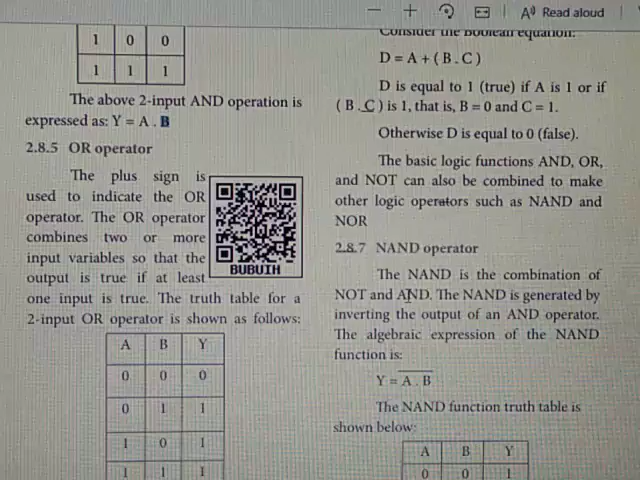 Read aloud
1 0 0
1 1 1
The above 2-input AND operation is
expressed as: Y = A . B
2.8.5 OR operator
The plus sign is
used to indicate the OR
operator. The OR operator
combines two or more
input variables so that the
output is true if at least
one input is true. The truth table for a
2-input OR operator is shown as follows:
BUBUIH
A B Y
0 0 0
0 1 1
1 0 1
1 1 1
Consider the Boolean equation:
D = A + ( B . C )
D is equal to 1 (true) if A is 1 or if
( B . C ) is 1, that is, B = 0 and C = 1.
Otherwise D is equal to 0 (false).
The basic logic functions AND, OR,
and NOT can also be combined to make
other logic operators such as NAND and
NOR
2.8.7 NAND operator
The NAND is the combination of
NOT and AND. The NAND is generated by
inverting the output of an AND operator.
The algebraic expression of the NAND
function is:
Y = A̅ ̅.̅ ̅B̅
The NAND function truth table is
shown below:
A B Y
0 0 1